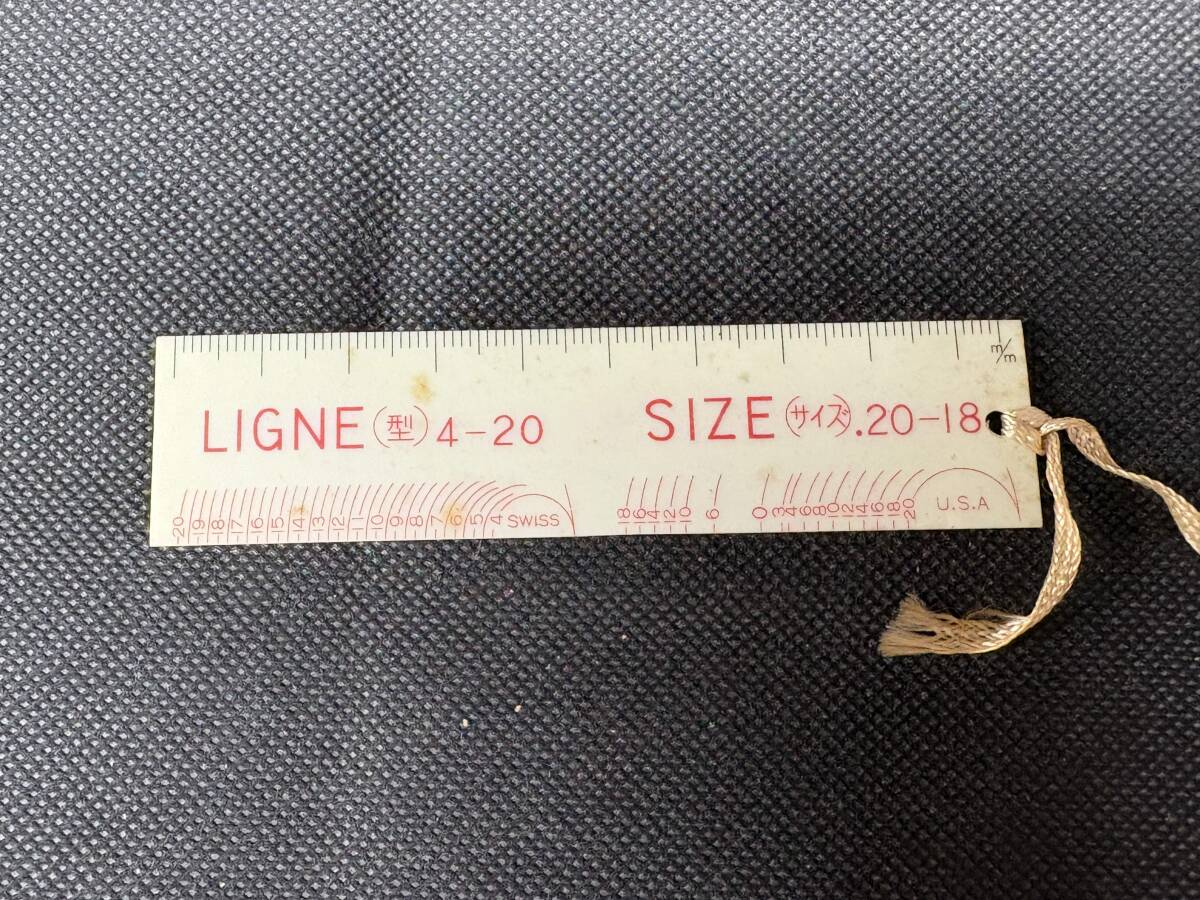 m/m
LIGNE(型)4-20 SIZE(サイズ).20-18
20 19 18 17 16 15 14 13 12 11 10 9 8 7 6 5 4 SWISS
18 16 14 12 10 6 0 3 4 6 8 10 12 14 16 18 20 U.S.A